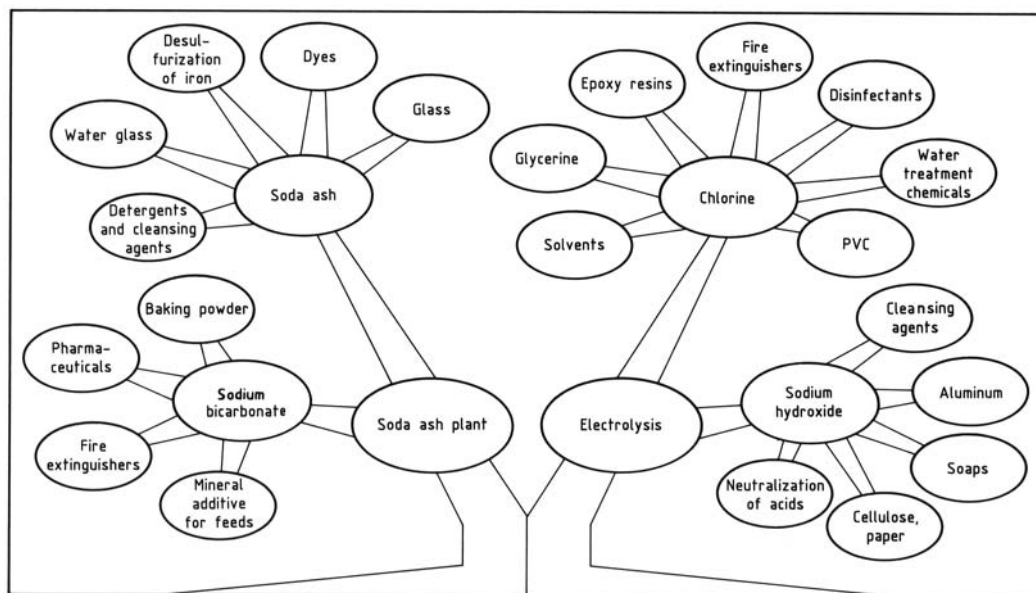 Desul-
furization
of iron
Dyes
Glass
Water glass
Soda ash
Detergents
and cleansing
agents
Baking powder
Pharma-
ceuticals
Sodium
bicarbonate
Soda ash plant
Fire
extinguishers
Mineral
additive
for feeds
Fire
extinguishers
Epoxy resins
Disinfectants
Glycerine
Water
treatment
chemicals
Chlorine
Solvents
PVC
Cleansing
agents
Electrolysis
Sodium
hydroxide
Aluminum
Soaps
Neutralization
of acids
Cellulose,
paper